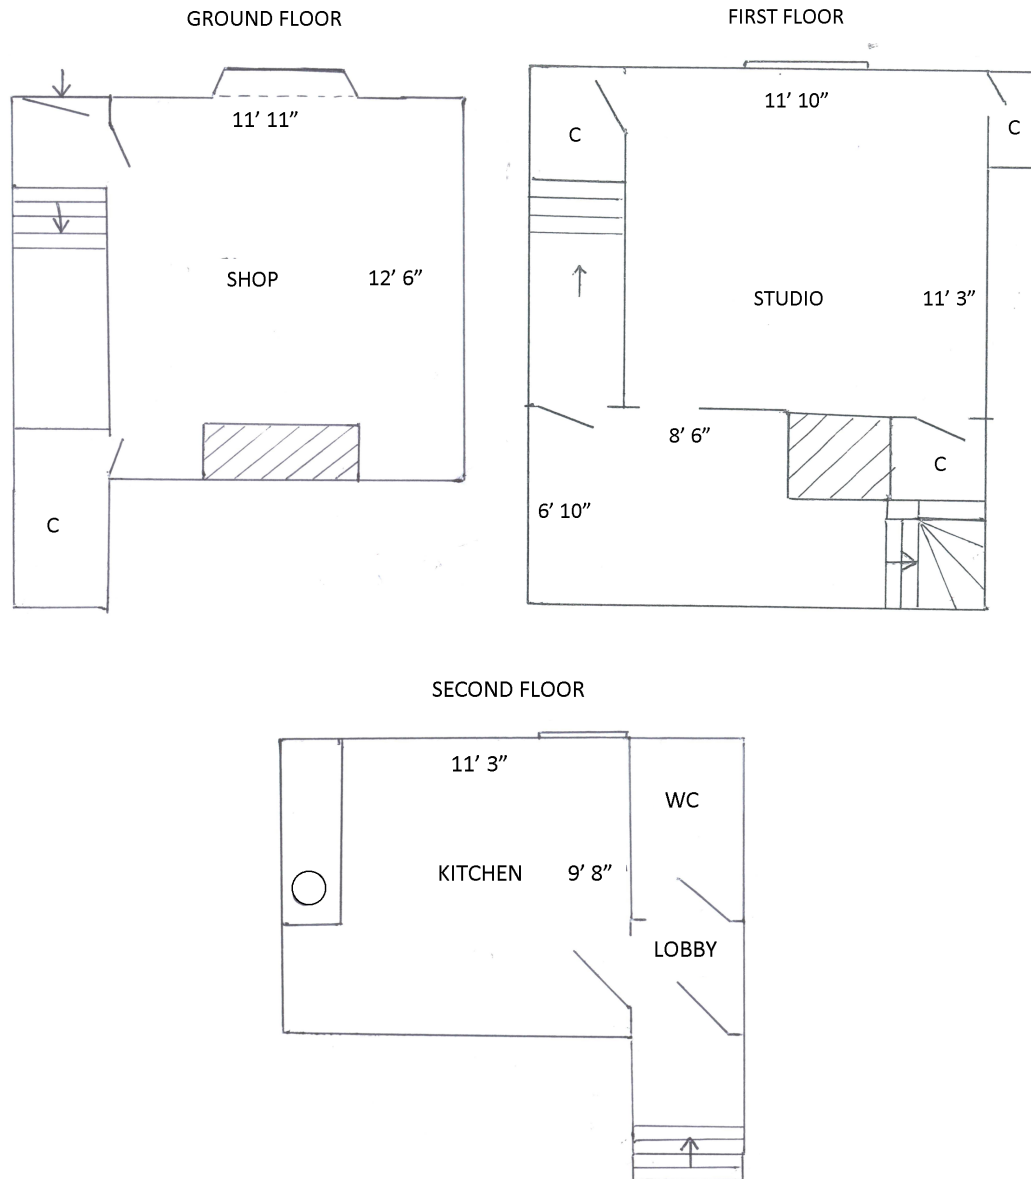 GROUND FLOOR
11’ 11”
SHOP
12’ 6”
C
FIRST FLOOR
11’ 10”
C
C
STUDIO
11’ 3”
8’ 6”
C
6’ 10”
SECOND FLOOR
11’ 3”
WC
KITCHEN
9’ 8”
LOBBY